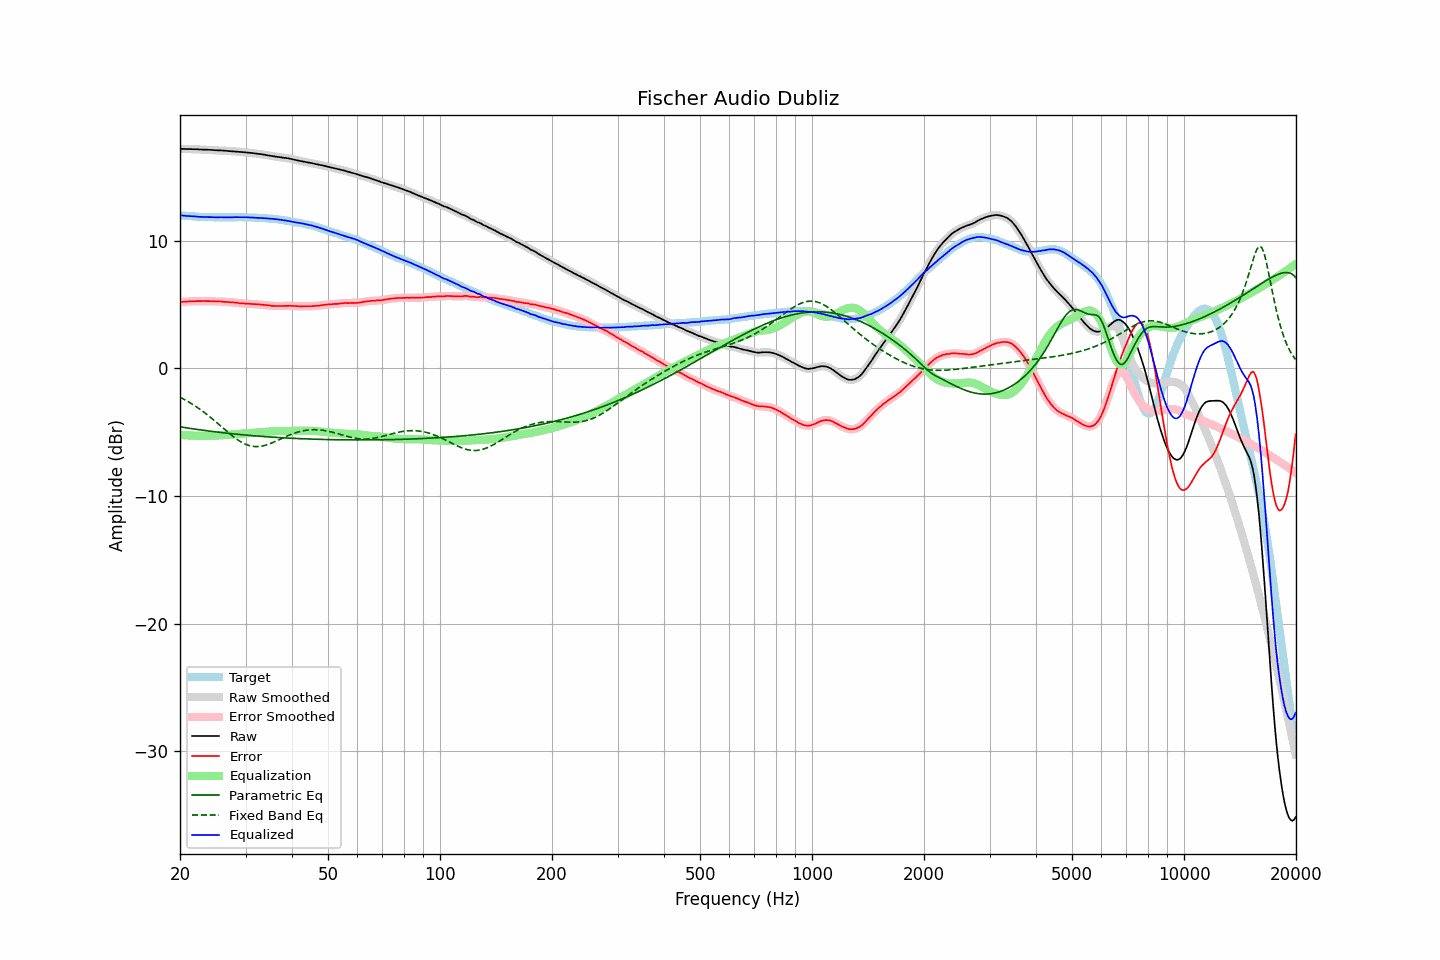 Fischer Audio Dubliz
Amplitude (dBr)
10
0
−10
−20
−30
Target
Raw Smoothed
Error Smoothed
Raw
Error
Equalization
Parametric Eq
Fixed Band Eq
Equalized
20 50 100 200 500 1000 2000 5000 10000 20000
Frequency (Hz)